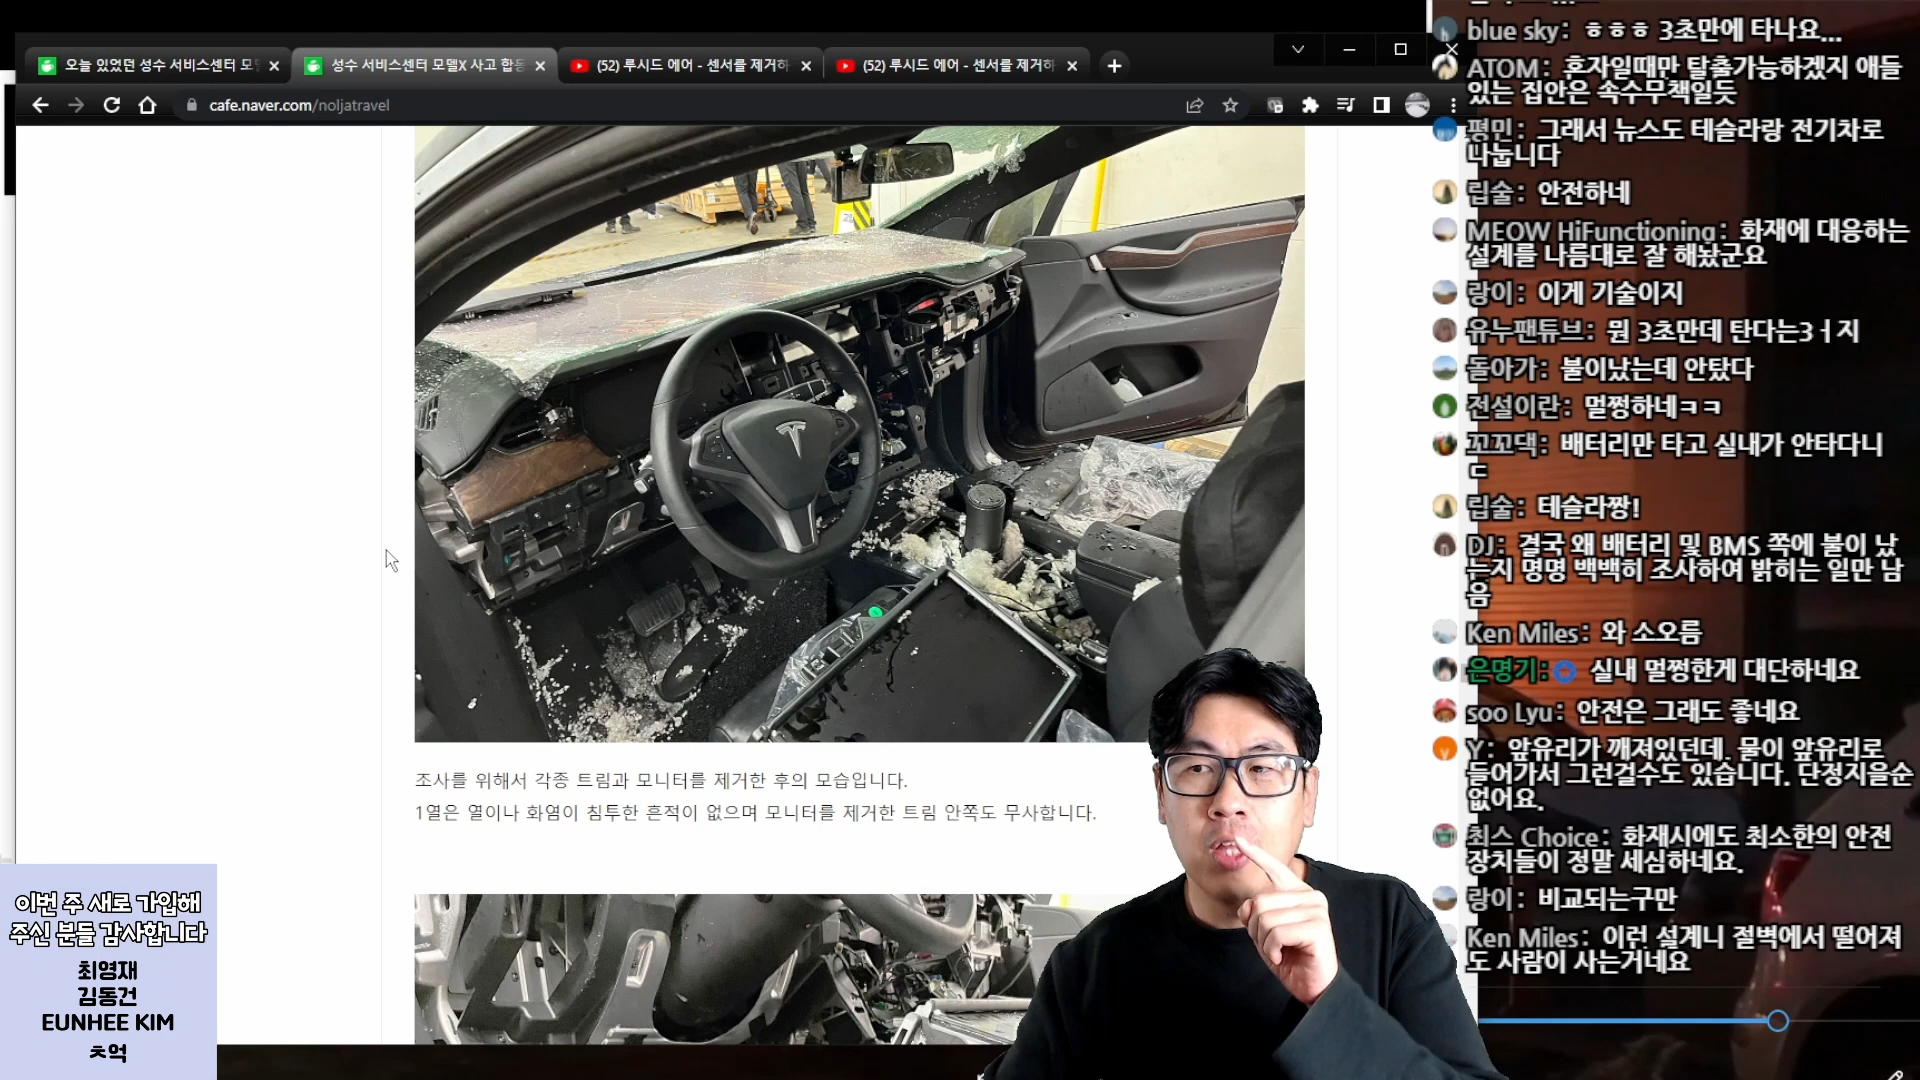 오늘 있었던 성수 서비스센터 모
성수 서비스센터 모델X 사고 합동
(52) 루시드 에어 - 센서를 제거하
(52) 루시드 에어 - 센서를 제거하
cafe.naver.com/noljatravel
조사를 위해서 각종 트림과 모니터를 제거한 후의 모습입니다.
1열은 열이나 화염이 침투한 흔적이 없으며 모니터를 제거한 트림 안쪽도 무사합니다.
이번 주 새로 가입해
주신 분들 감사합니다
최영재
김동건
EUNHEE KIM
ㅊ억
blue sky: ㅎㅎㅎ 3초만에 타나요...
ATOM: 혼자일때만 탈출가능하겠지 애들
있는 집안은 속수무책일듯
평민: 그래서 뉴스도 테슬라랑 전기차로
나눕니다
립술: 안전하네
MEOW HiFunctioning: 화재에 대응하는
설계를 나름대로 잘 해놨군요
랑이: 이게 기술이지
유누팬튜브: 뭔 3초만데 탄다는3ㅓ지
돌아가: 불이났는데 안탔다
전설이란: 멀쩡하네ㅋㅋ
꼬꼬댁: 배터리만 타고 실내가 안타다니
ㄷ
립술: 테슬라짱!
DJ: 결국 왜 배터리 및 BMS 쪽에 불이 났
는지 명명 백백히 조사하여 밝히는 일만 남
음
Ken Miles: 와 소오름
은명기: 실내 멀쩡한게 대단하네요
soo Lyu: 안전은 그래도 좋네요
Y: 앞유리가 깨져있던데. 물이 앞유리로
들어가서 그런걸수도 있습니다. 단정지을순
없어요.
최스 Choice: 화재시에도 최소한의 안전
장치들이 정말 세심하네요.
랑이: 비교되는구만
Ken Miles: 이런 설계니 절벽에서 떨어져
도 사람이 사는거네요